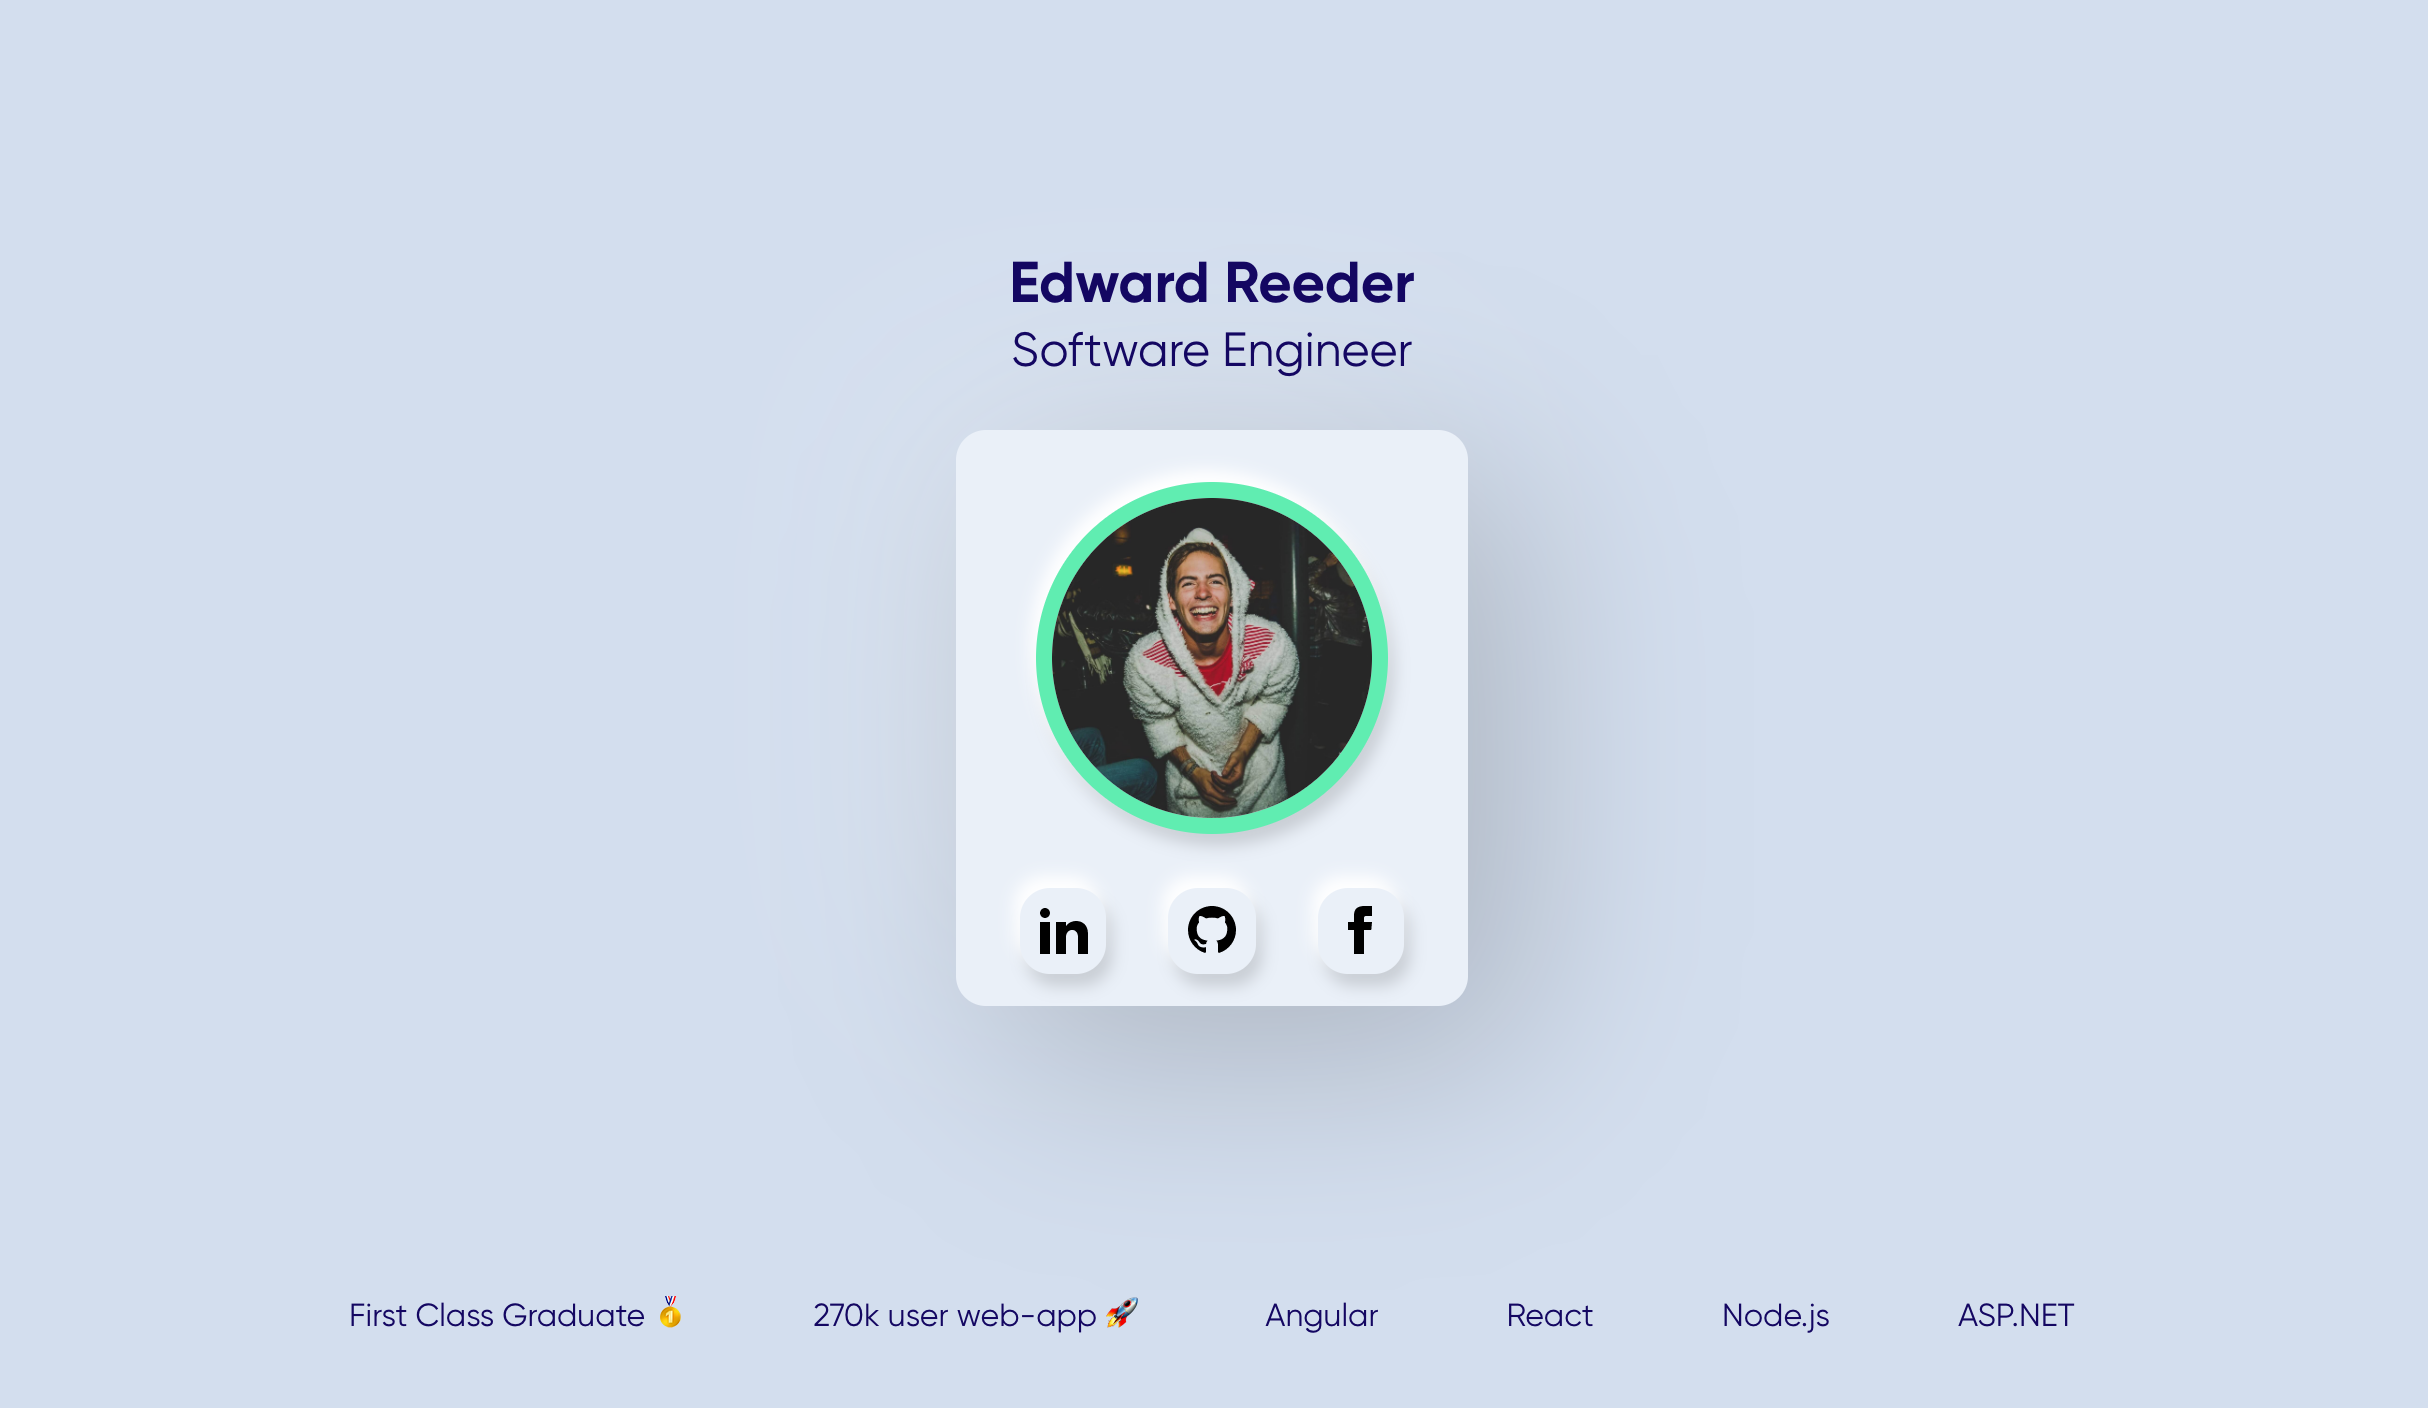 Edward Reeder
Software Engineer
in
f
First Class Graduate 🥇
270k user web-app 🚀
Angular
React
Node.js
ASP.NET